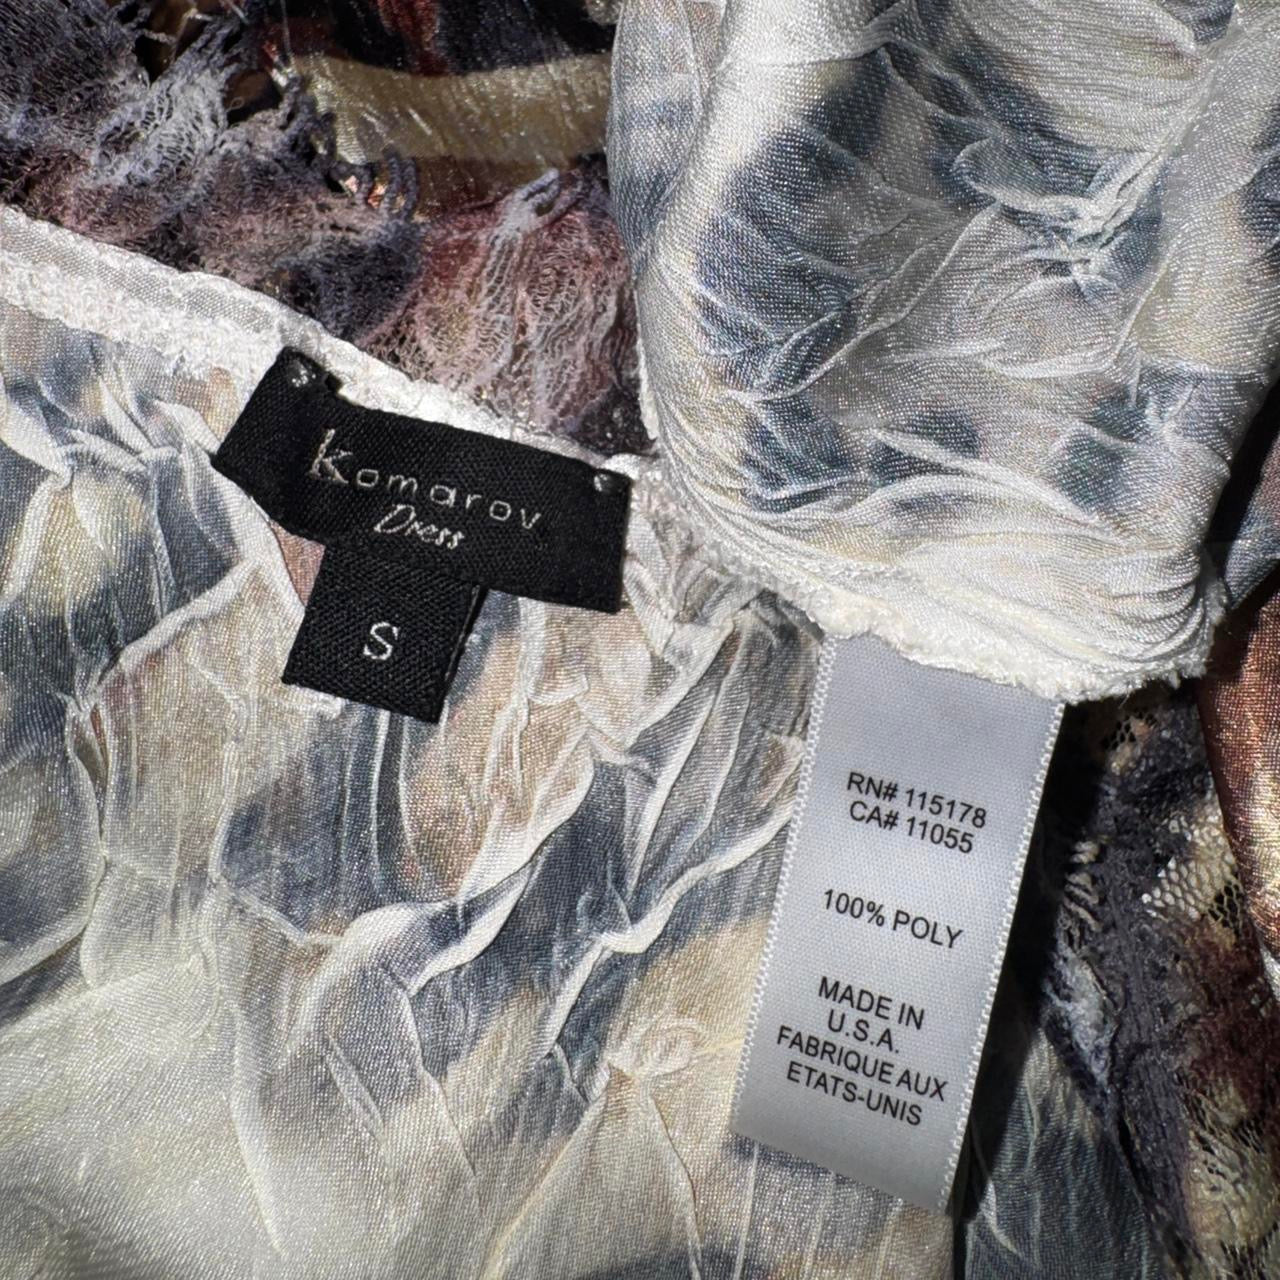 Komarov
Dress
S
RN# 115178
CA# 11055
100% POLY
MADE IN
U.S.A.
FABRIQUE AUX
ETATS-UNIS